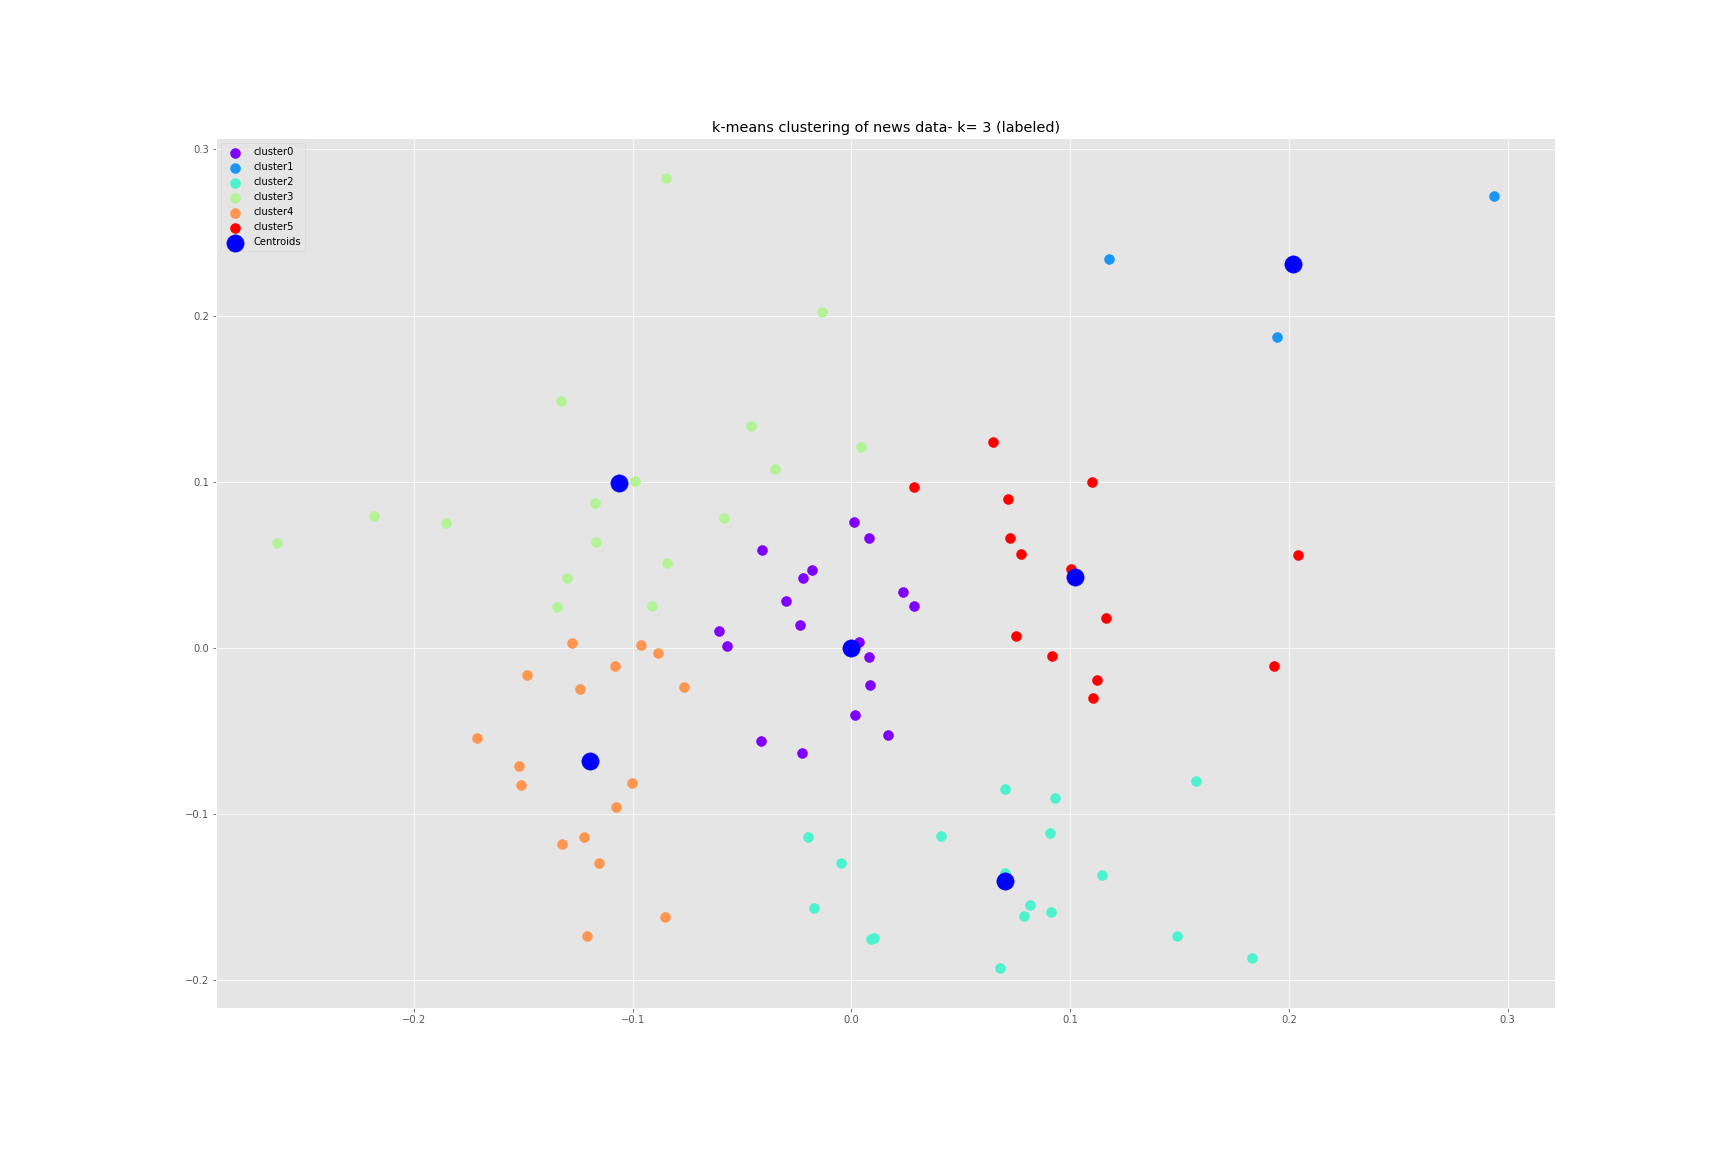 k-means clustering of news data- k= 3 (labeled)
cluster0
cluster1
cluster2
cluster3
cluster4
cluster5
Centroids
0.3
0.2
0.1
0.0
−0.1
−0.2
−0.2 −0.1 0.0 0.1 0.2 0.3